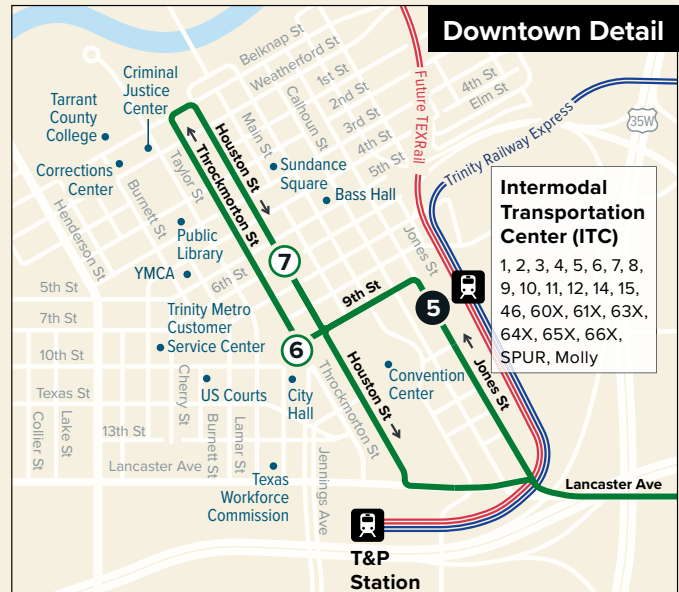 Downtown Detail
Belknap St
Weatherford St
1st St
2nd St
3rd St
4th St
5th St
Main St
Calhoun St
4th St
Elm St
Future TEXRail
Trinity Railway Express
35W
Criminal
Justice
Center
Tarrant
County
College
Corrections
Center
Houston St
Throckmorton St
Taylor St
Burnett St
Henderson St
Sundance
Square
Bass Hall
Public
Library
YMCA
6th St
7
9th St
Jones St
5
6
Intermodal
Transportation
Center (ITC)
1, 2, 3, 4, 5, 6, 7, 8,
9, 10, 11, 12, 14, 15,
46, 60X, 61X, 63X,
64X, 65X, 66X,
SPUR, Molly
5th St
7th St
10th St
Texas St
13th St
Lancaster Ave
Trinity Metro
Customer
Service Center
US Courts
City
Hall
Convention
Center
Houston St
Throckmorton St
Jones St
Collier St
Lake St
Cherry St
Burnett St
Lamar St
Jennings Ave
Texas
Workforce
Commission
Lancaster Ave
T&P
Station